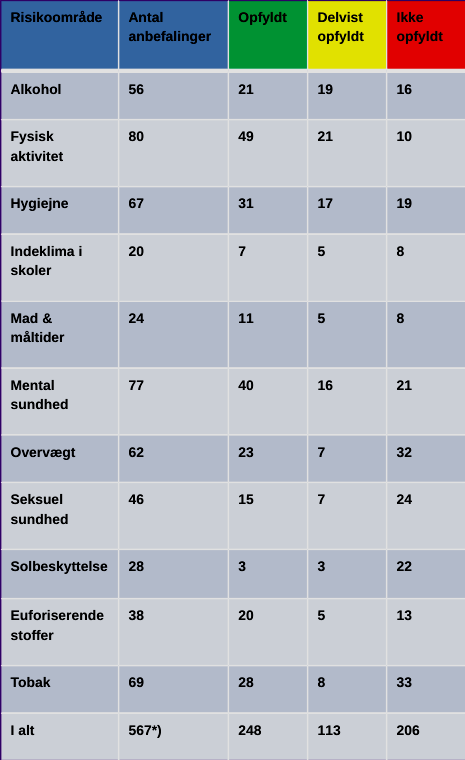 Risikoområde Antal anbefalinger Opfyldt Delvist opfyldt Ikke opfyldt
Alkohol 56 21 19 16
Fysisk aktivitet 80 49 21 10
Hygiejne 67 31 17 19
Indeklima i skoler 20 7 5 8
Mad & måltider 24 11 5 8
Mental sundhed 77 40 16 21
Overvægt 62 23 7 32
Seksuel sundhed 46 15 7 24
Solbeskyttelse 28 3 3 22
Euforiserende stoffer 38 20 5 13
Tobak 69 28 8 33
I alt 567*) 248 113 206